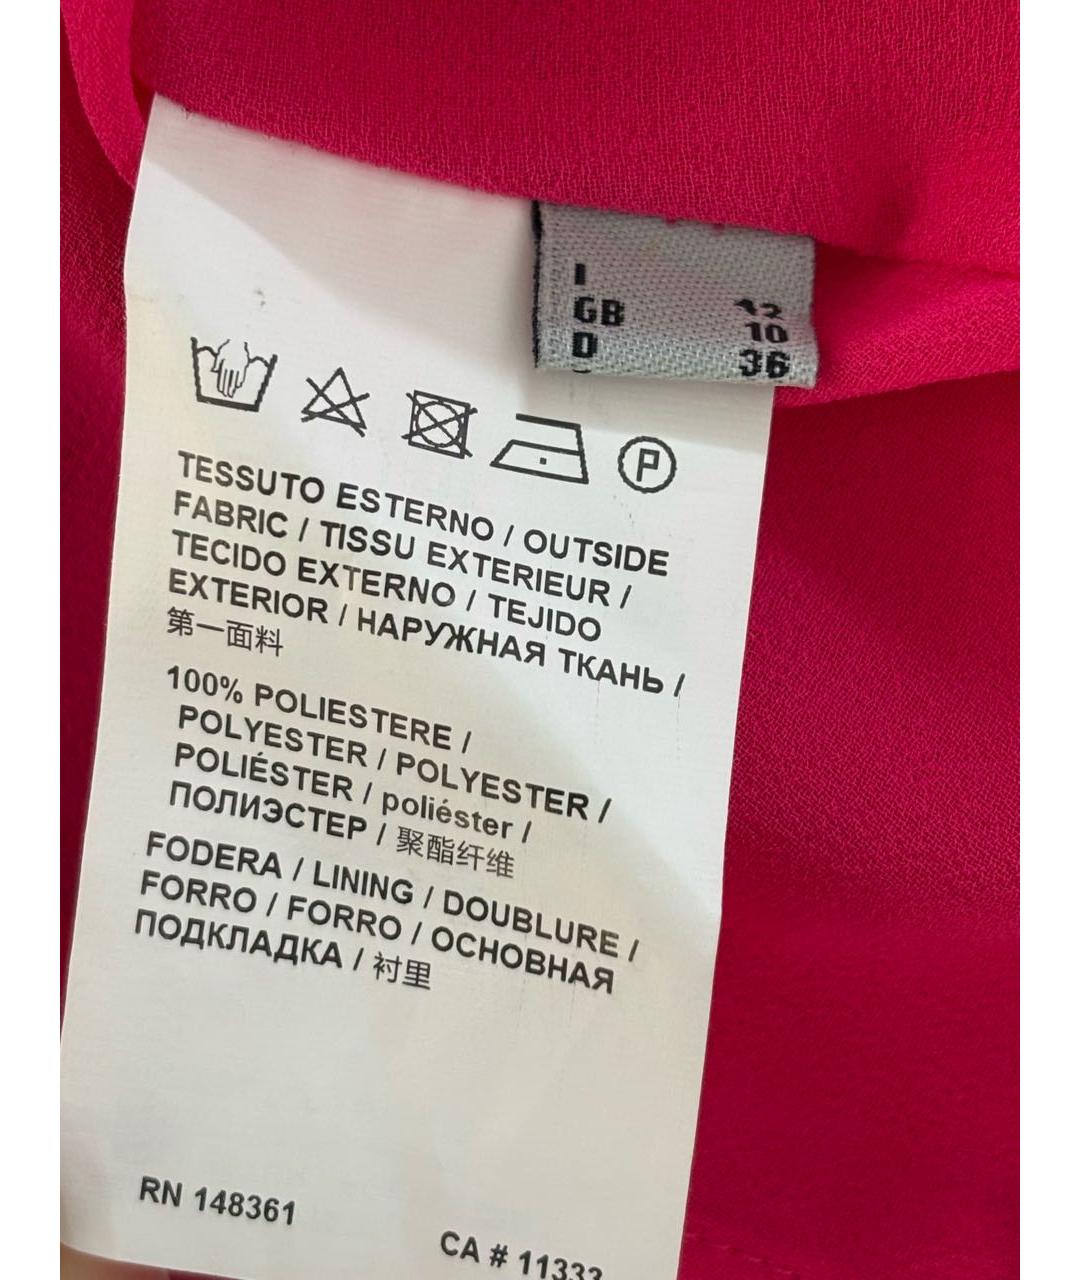 I
GB 10
D 36
P
TESSUTO ESTERNO / OUTSIDE
FABRIC / TISSU EXTERIEUR /
TECIDO EXTERNO / TEJIDO
EXTERIOR / НАРУЖНАЯ ТКАНЬ /
第一面料
100% POLIESTERE /
POLYESTER / POLYESTER /
POLIÉSTER / poliéster /
ПОЛИЭСТЕР / 聚酯纤维
FODERA / LINING / DOUBLURE /
FORRO / FORRO / ОСНОВНАЯ
ПОДКЛАДКА / 衬里
RN 148361
CA # 11333